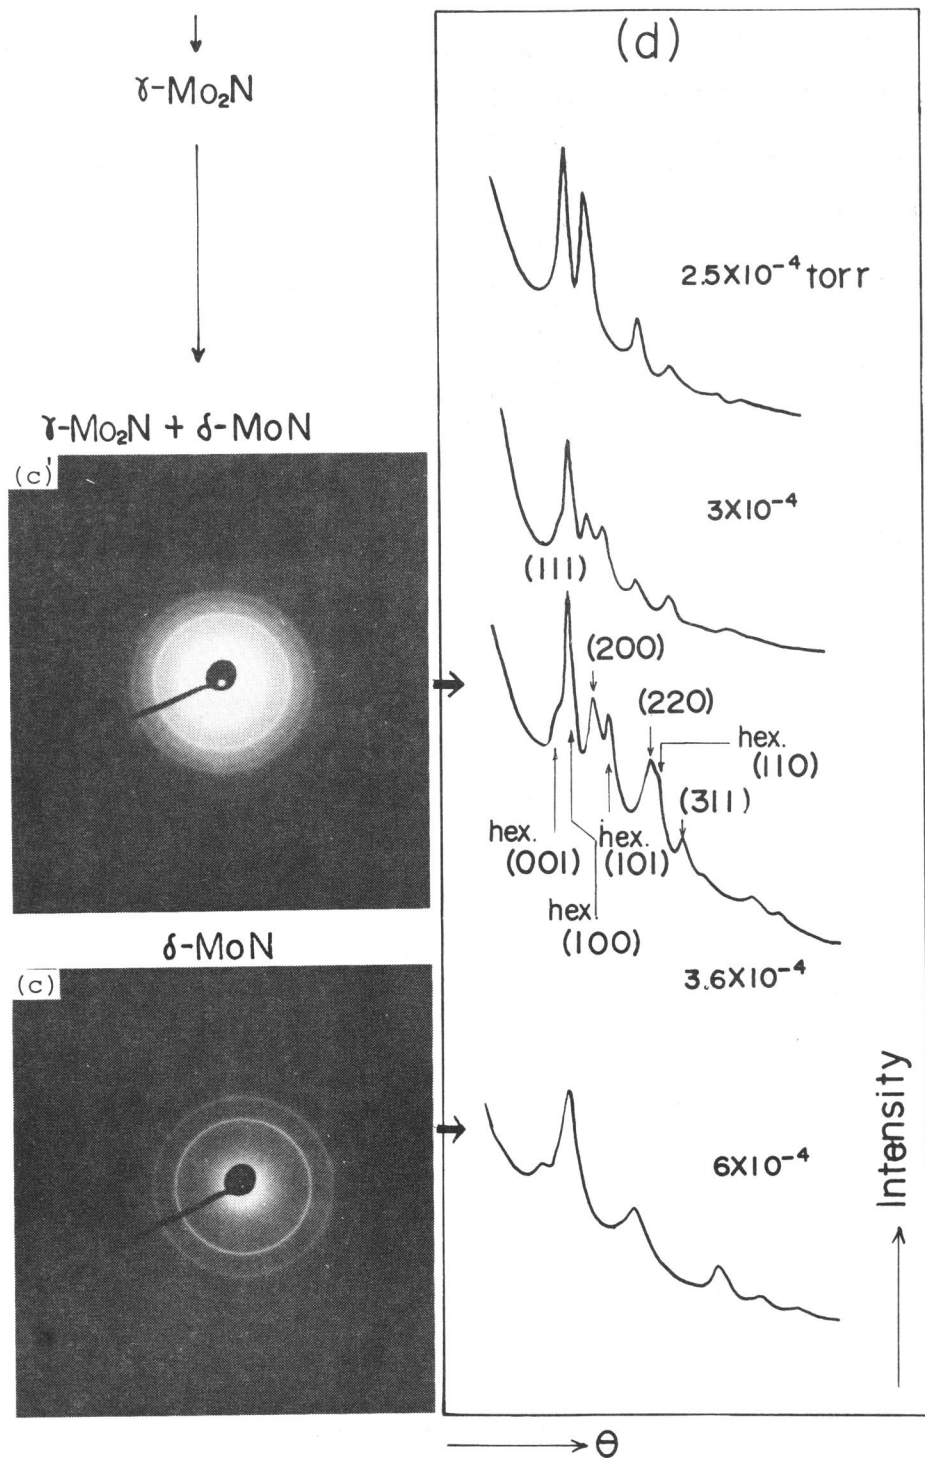 γ-Mo₂N
γ-Mo₂N + δ-MoN
(c)'
δ-MoN
(c)
(d)
2.5X10⁻⁴ torr
3X10⁻⁴
(111)
(200)
(220)
hex.
(110)
(311)
hex.
(001)
hex.
(101)
hex.
(100)
3.6X10⁻⁴
6X10⁻⁴
Intensity
θ